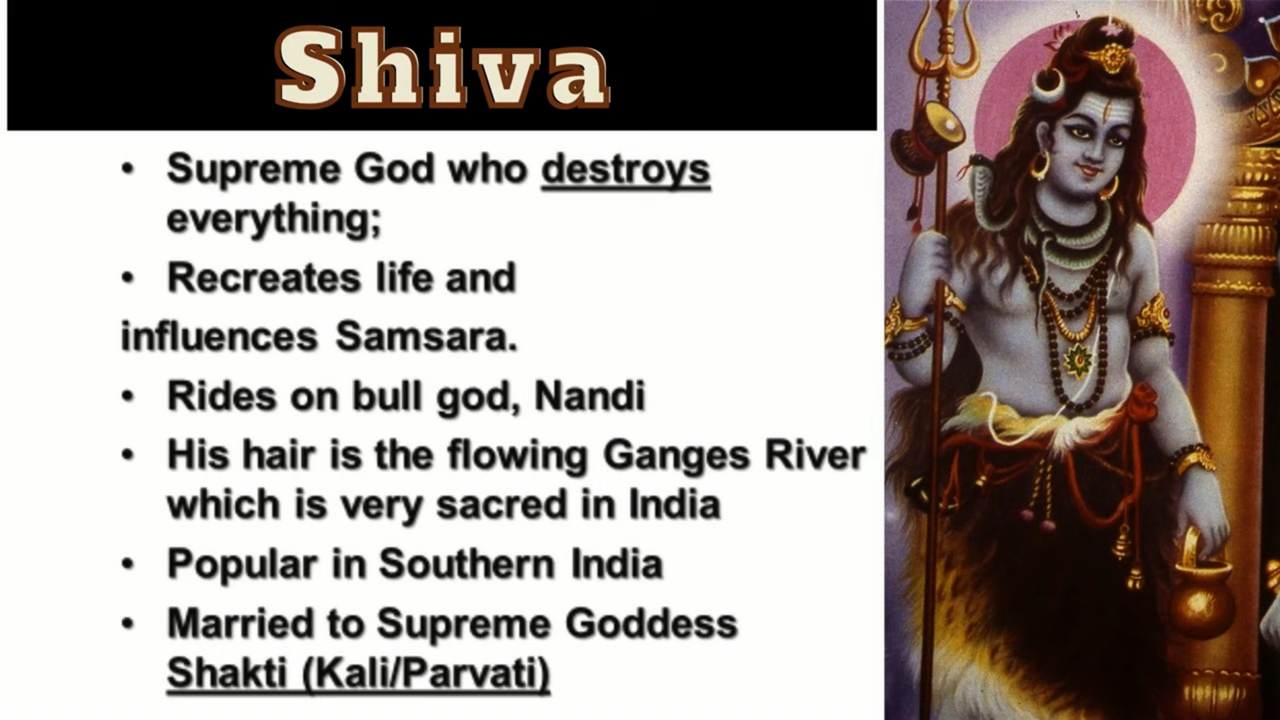 Shiva
• Supreme God who destroys
everything;
• Recreates life and
influences Samsara.
• Rides on bull god, Nandi
• His hair is the flowing Ganges River
which is very sacred in India
• Popular in Southern India
• Married to Supreme Goddess
Shakti (Kali/Parvati)